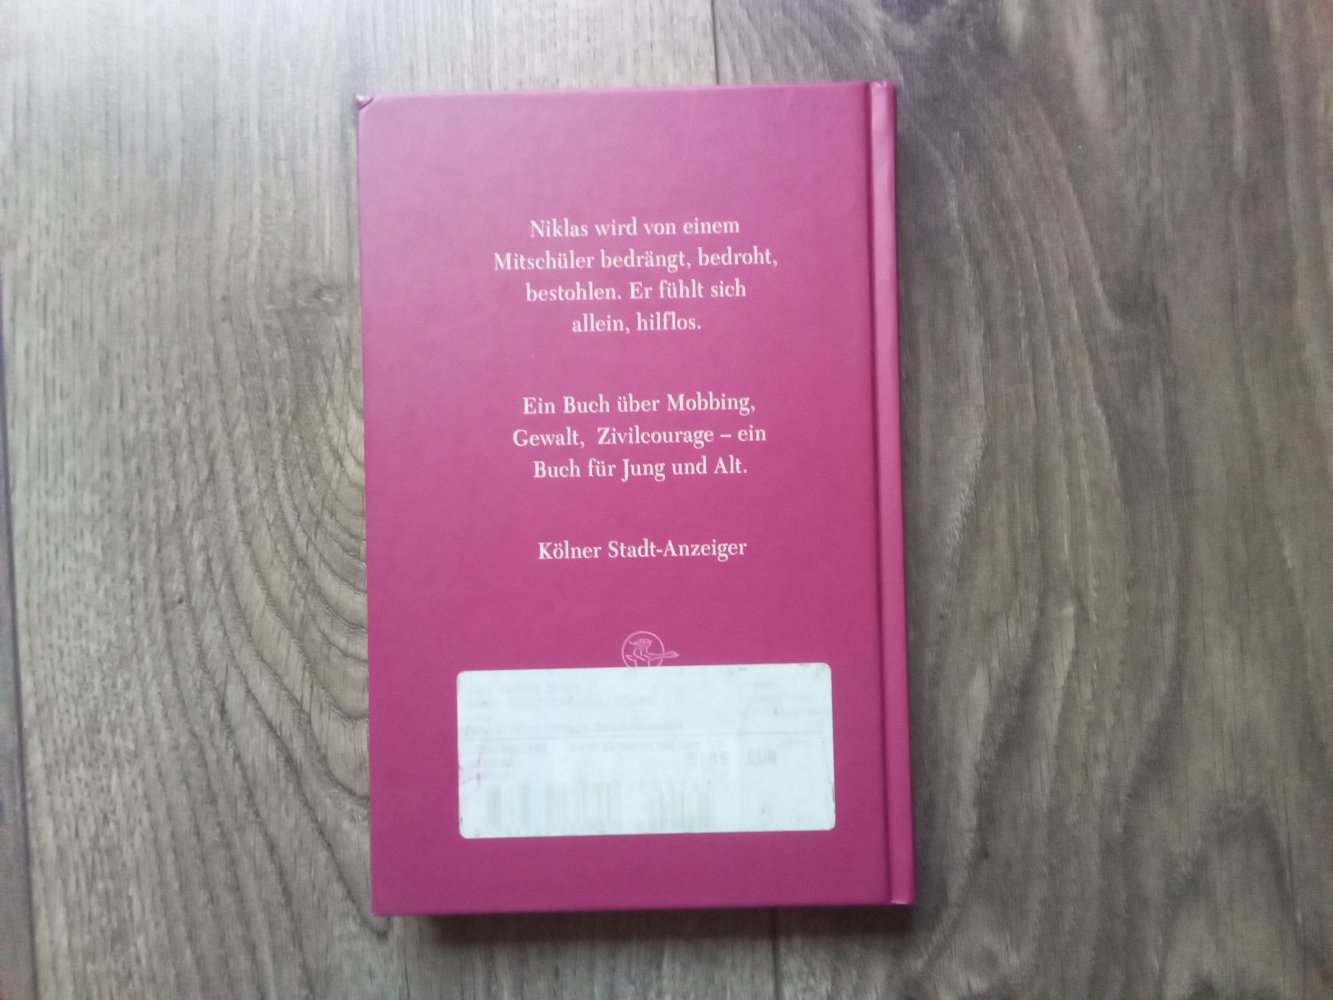 Niklas wird von einem
Mitschüler bedrängt, bedroht,
bestohlen. Er fühlt sich
allein, hilflos.
Ein Buch über Mobbing,
Gewalt, Zivilcourage – ein
Buch für Jung und Alt.
Kölner Stadt-Anzeiger
EUR